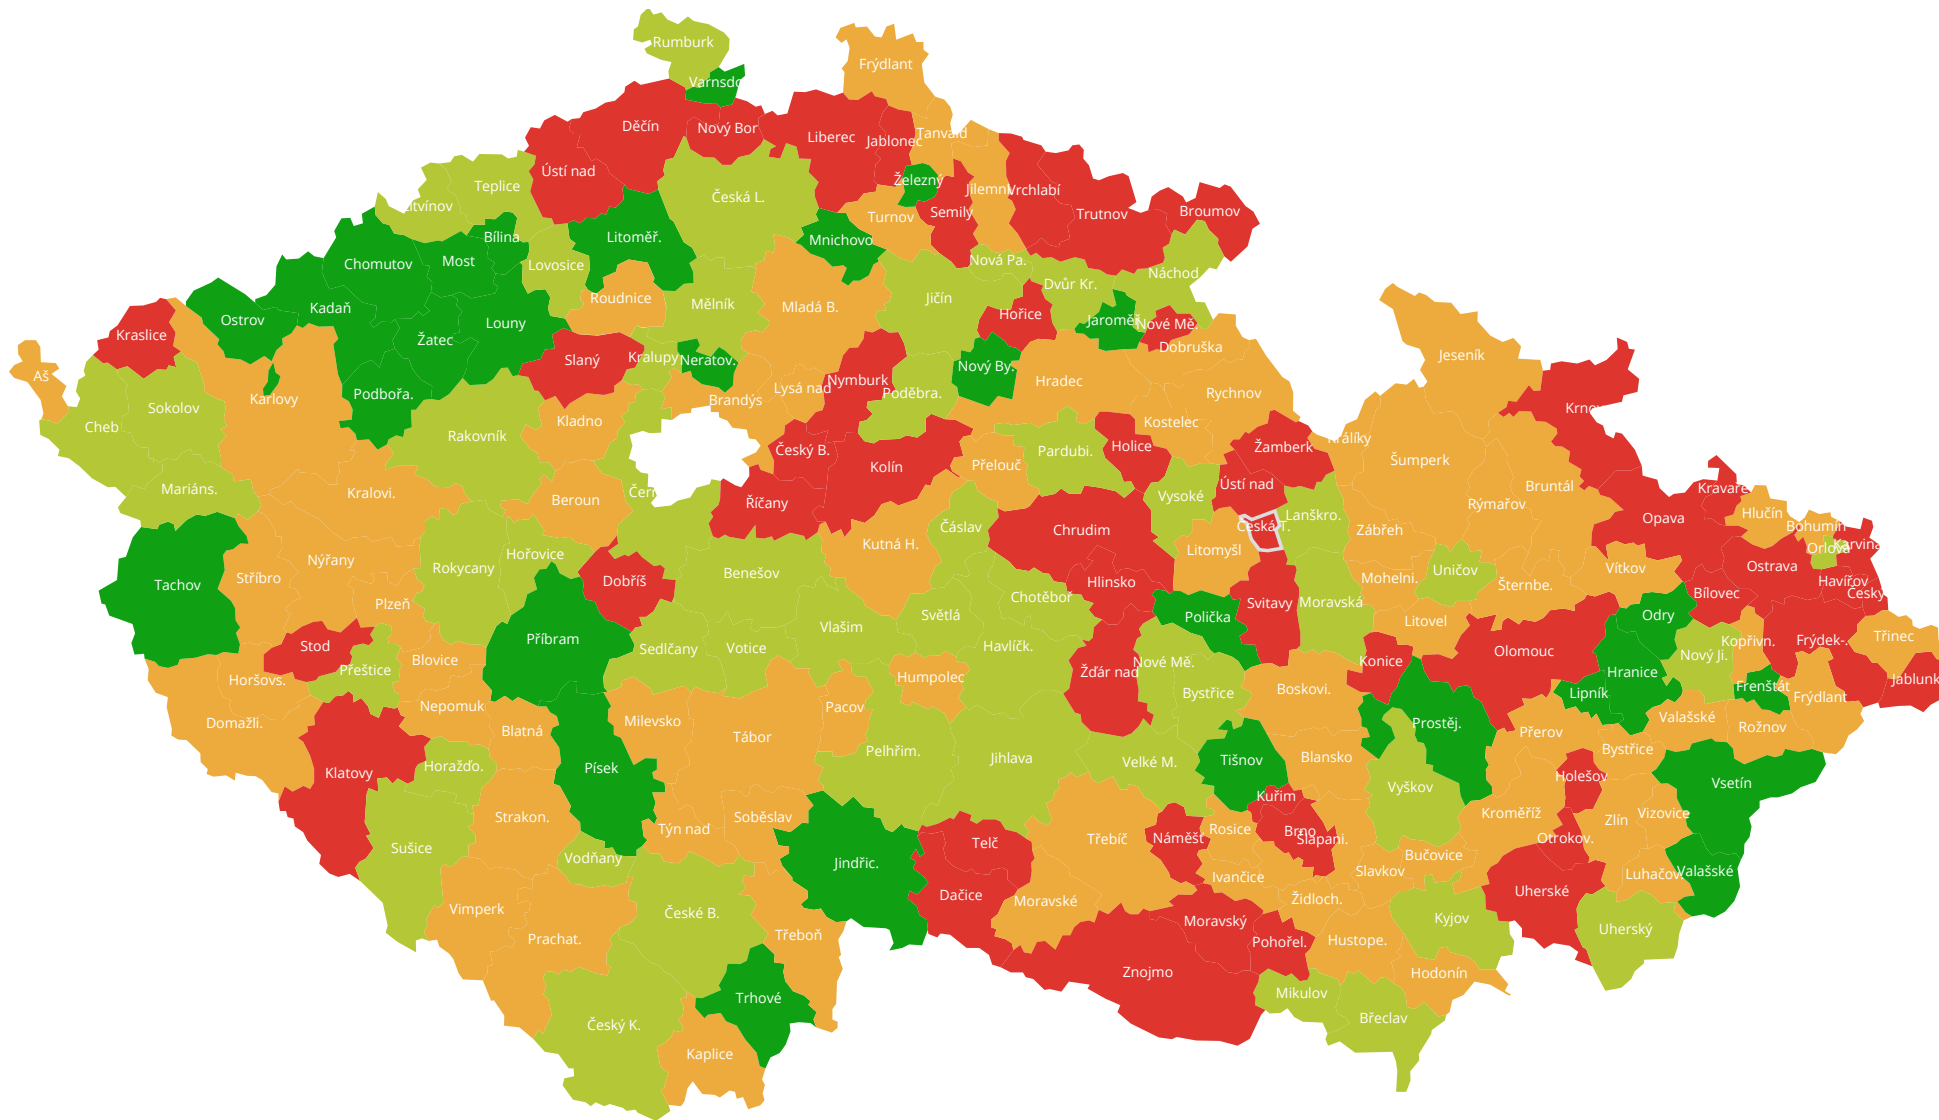 Rumburk
Frýdlant
Varnsdo
Děčín
Nový Bor
Liberec
Jablonec
Tanvald
Ústí nad
Železný
Teplice
Jilemni
Vrchlabí
Česká L.
tvínov
Semily
Broumov
Turnov
Trutnov
Bílina
Litoměř.
Mnichovo
Chomutov
Most
Lovosice
Nová Pa.
Náchod
Dvůr Kr.
Roudnice
Mělník
Jičín
Mladá B.
Kadaň
Ostrov
Louny
Hořice
Jaroměř
Nové Mě.
Kraslice
Žatec
Dobruška
Jeseník
Slaný
Kralupy
Neratov.
Nový By.
Aš
Nymburk
Hradec
Lysá nad
Podbořa.
Poděbra.
Rychnov
Karlovy
Brandýs
Sokolov
Krnov
Kladno
Kostelec
Cheb
Rakovník
Králíky
Holice
Žamberk
Český B.
Pardubi.
Šumperk
Přelouč
Kolín
Ústí nad
Bruntál
Mariáns.
Kralovi.
Čern
Kravaře
Vysoké
Beroun
Říčany
Rýmařov
Hlučín
Lanškro.
Opava
Česká T.
Bohumín
Čáslav
Chrudim
Zábřeh
Kutná H.
Karviná
Orlová
Litomyšl
Hořovice
Nýřany
Ostrava
Rokycany
Vítkov
Uničov
Benešov
Stříbro
Mohelni.
Dobříš
Hlinsko
Havířov
Tachov
Šternbe.
Bílovec
Český
Chotěboř
Moravská
Plzeň
Svitavy
Světlá
Odry
Polička
Litovel
Vlašim
Třinec
Příbram
Frýdek-.
Kopřivn.
Stod
Havlíčk.
Votice
Sedlčany
Olomouc
Nový Ji.
Blovice
Konice
Nové Mě.
Přeštice
Žďár nad
Hranice
Humpolec
Horšovs.
Jablunk
Frenštát
Boskovi.
Bystřice
Lipník
Frýdlant
Nepomuk
Pacov
Valašské
Milevsko
Domažli.
Prostěj.
Rožnov
Blatná
Přerov
Tábor
Bystřice
Pelhřim.
Jihlava
Blansko
Tišnov
Velké M.
Horažďo.
Písek
Klatovy
Holešov
Vsetín
Vyškov
Kuřim
Kroměříž
Vizovice
Strakon.
Soběslav
Zlín
Týn nad
Rosice
Brno
Třebíč
Náměšť
Otrokov.
Šlapani.
Telč
Sušice
Bučovice
Vodňany
Jindřic.
Slavkov
Valašské
Luhačov.
Ivančice
Uherské
Dačice
Židloch.
Moravské
Vimperk
České B.
Kyjov
Moravský
Uherský
Třeboň
Prachat.
Hustope.
Pohořel.
Znojmo
Hodonín
Mikulov
Trhové
Břeclav
Český K.
Kaplice